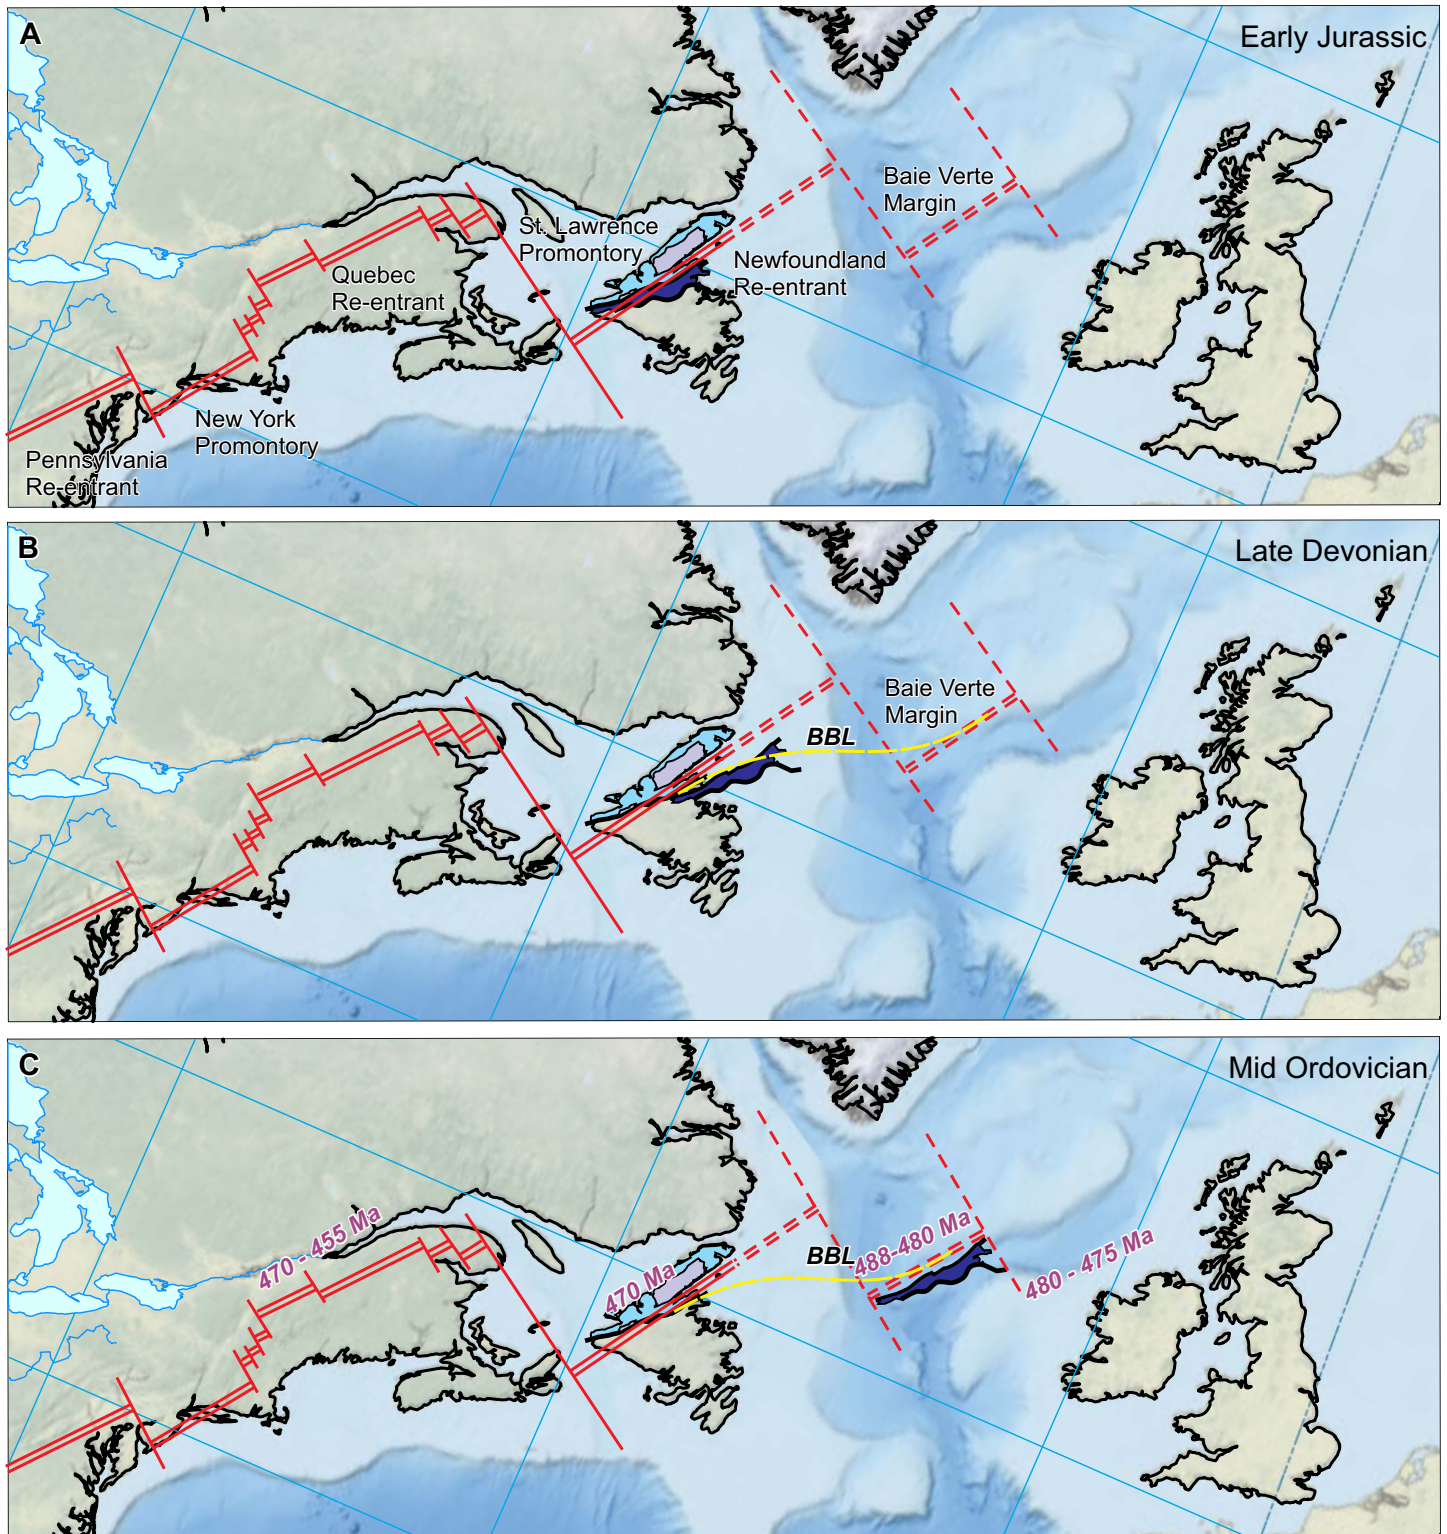 A
Early Jurassic
Baie Verte
Margin
St. Lawrence
Promontory
Newfoundland
Re-entrant
Quebec
Re-entrant
New York
Promontory
Pennsylvania
Re-entrant
B
Late Devonian
Baie Verte
Margin
BBL
C
Mid Ordovician
470 - 455 Ma
470 Ma
BBL
488-480 Ma
480 - 475 Ma